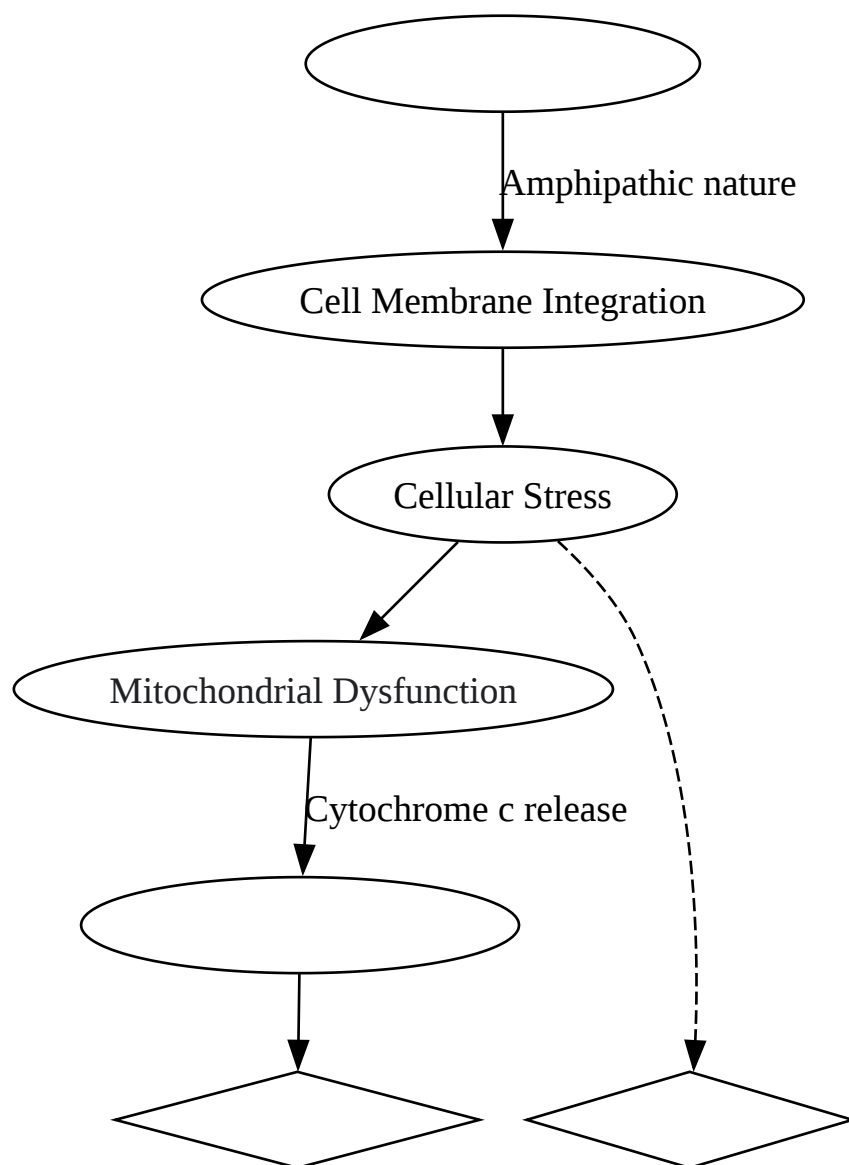 Amphipathic nature
Cell Membrane Integration
Cellular Stress
Mitochondrial Dysfunction
Cytochrome c release